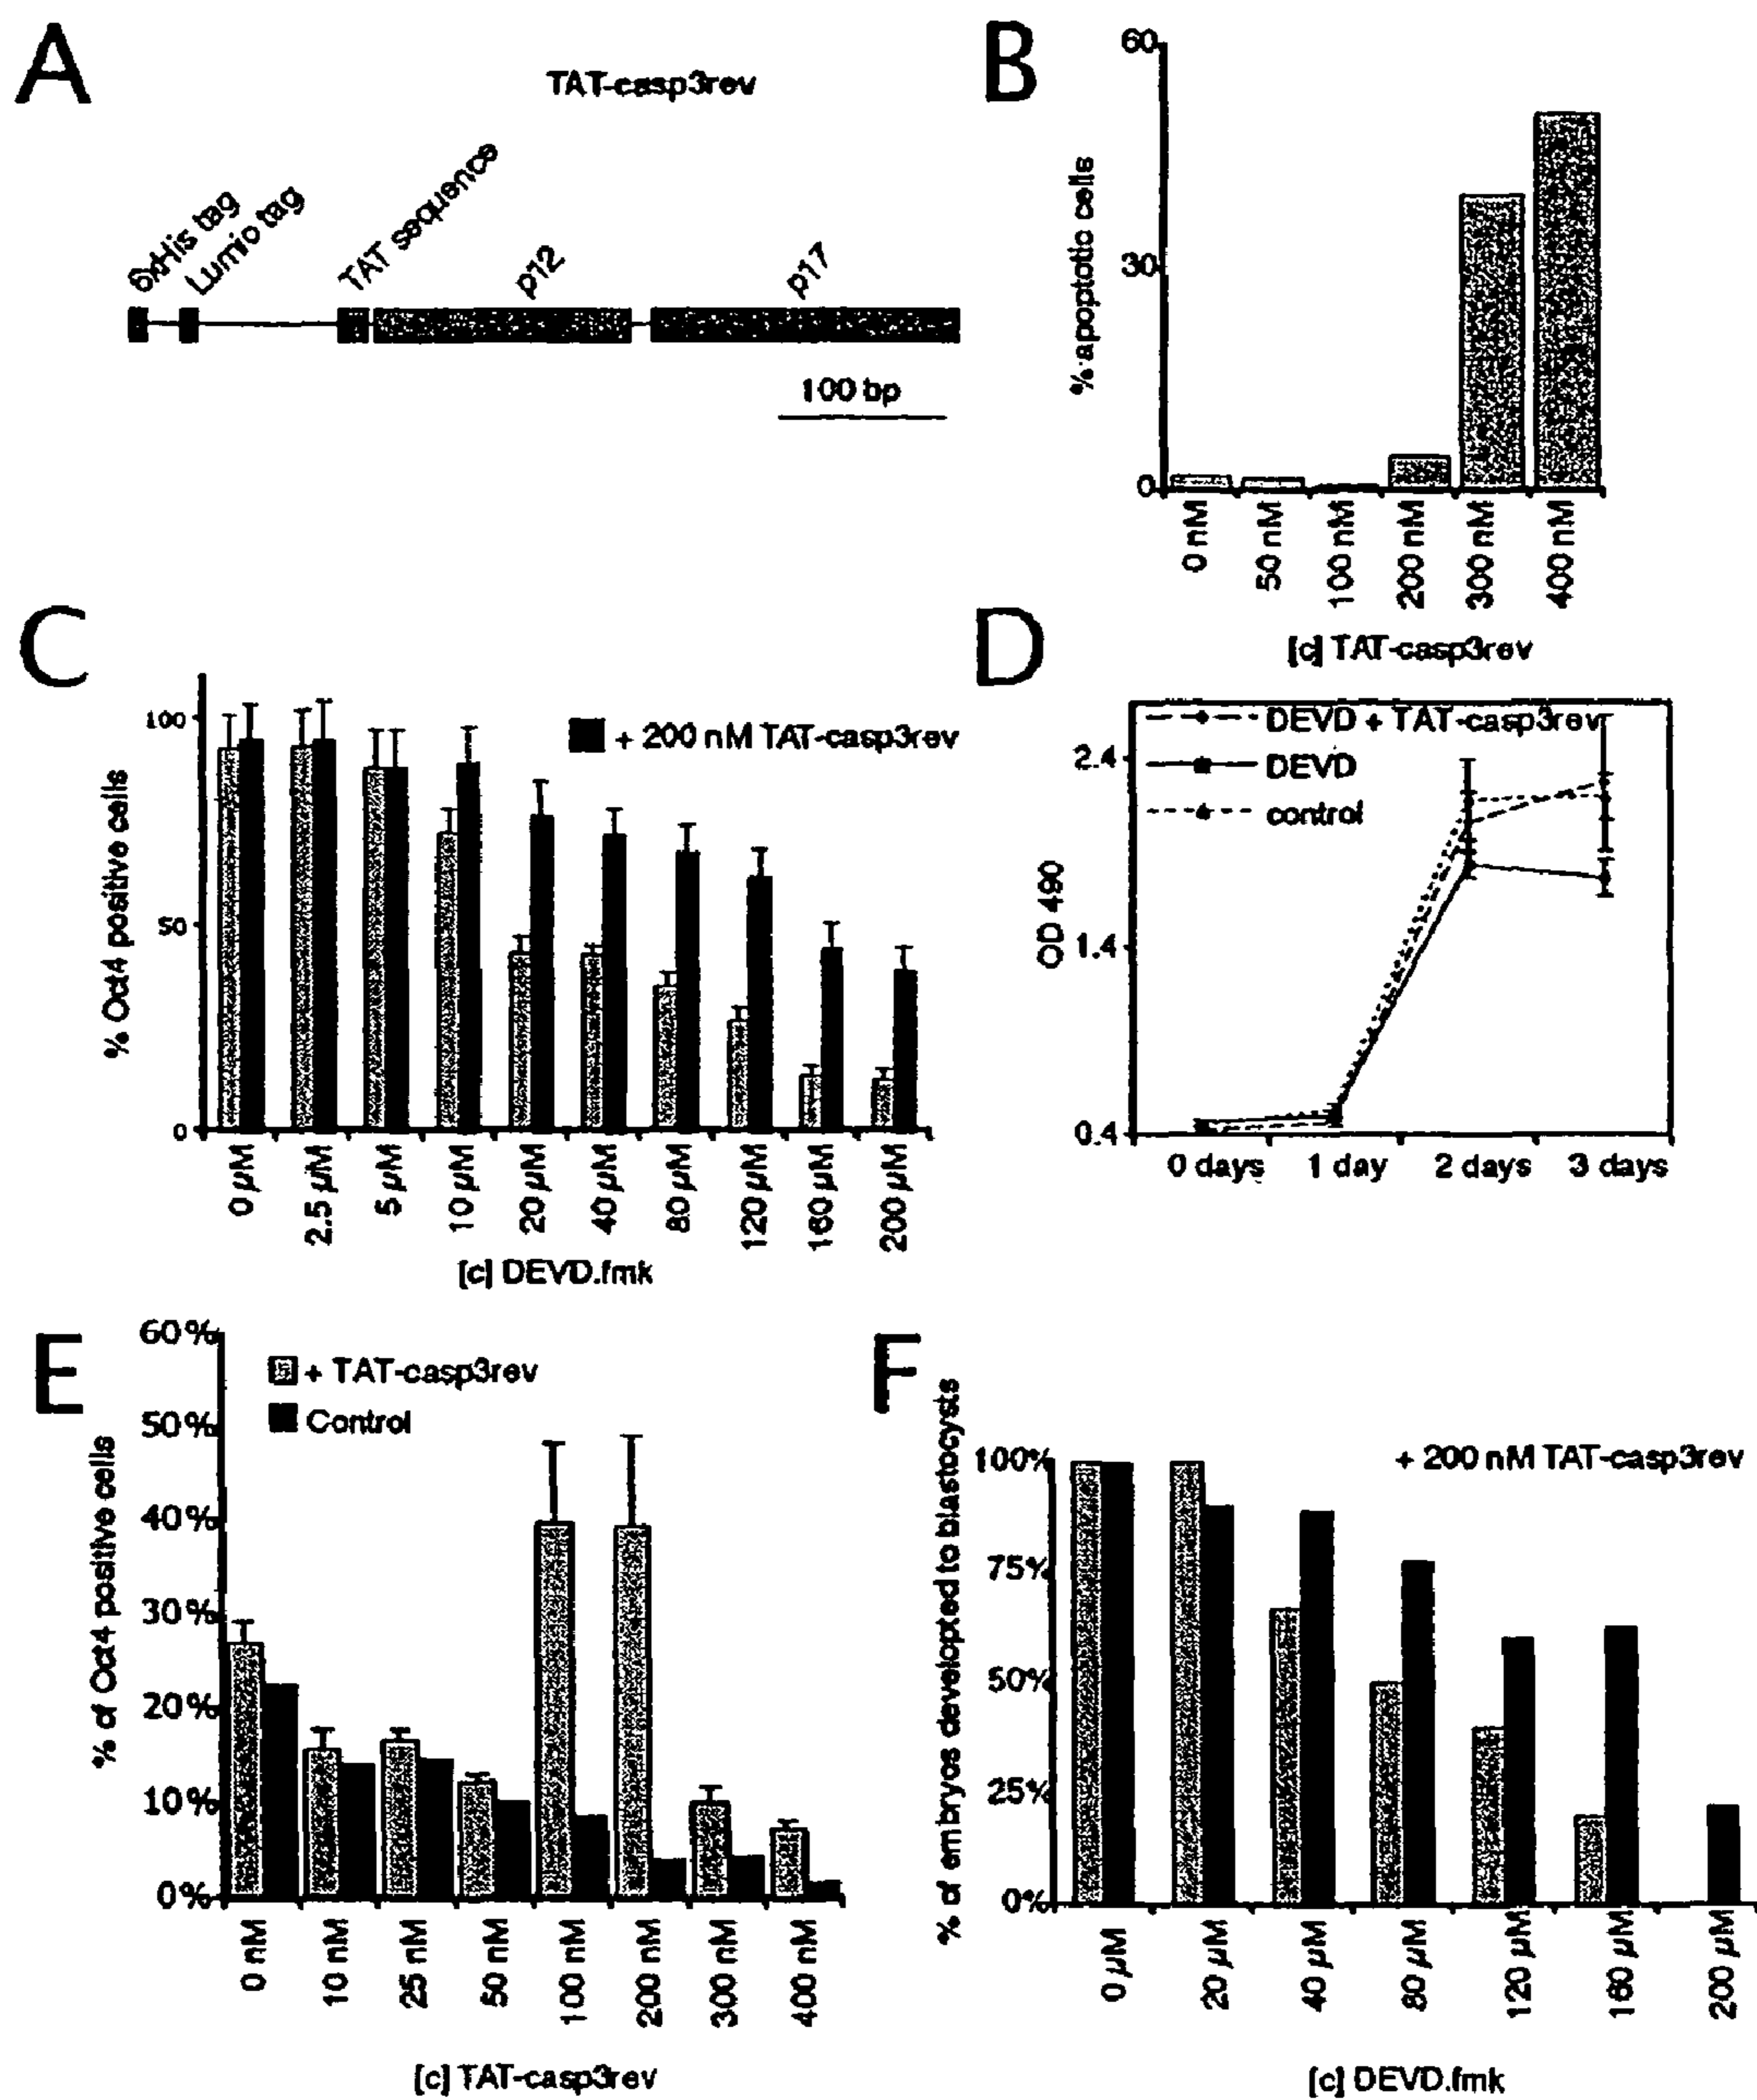 A
TAT-casp3rev
6xHis tag
Lumio tag
TAT sequence
p12
p17
100 bp
B
% apoptotic cells
60
30
0
0 nM
50 nM
100 nM
200 nM
300 nM
400 nM
[c] TAT-casp3rev
C
% Oct4 positive cells
100
50
0
+ 200 nM TAT-casp3rev
0 µM
2.5 µM
5 µM
10 µM
20 µM
40 µM
80 µM
120 µM
160 µM
200 µM
[c] DEVD.fmk
D
DEVD + TAT-casp3rev
DEVD
control
OD 490
2.4
1.4
0.4
0 days
1 day
2 days
3 days
E
% of Oct4 positive cells
60%
50%
40%
30%
20%
10%
0%
+ TAT-casp3rev
Control
0 nM
10 nM
25 nM
50 nM
100 nM
200 nM
300 nM
400 nM
[c] TAT-casp3rev
F
% of embryos developted to blastocysts
100%
75%
50%
25%
0%
+ 200 nM TAT-casp3rev
0 µM
20 µM
40 µM
80 µM
120 µM
160 µM
200 µM
[c] DEVD.fmk